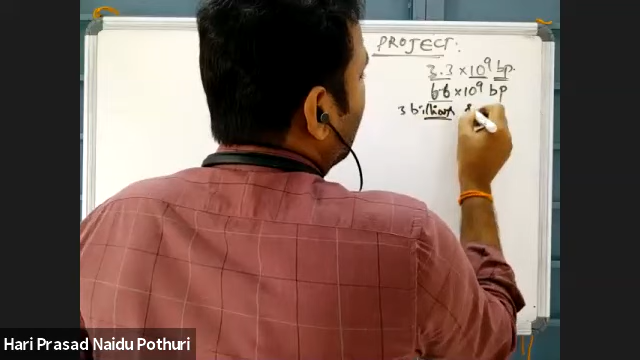 PROJECT:
3.3 × 10⁹ bp.
6.6 × 10⁹ bp
3 billion
Hari Prasad Naidu Pothuri